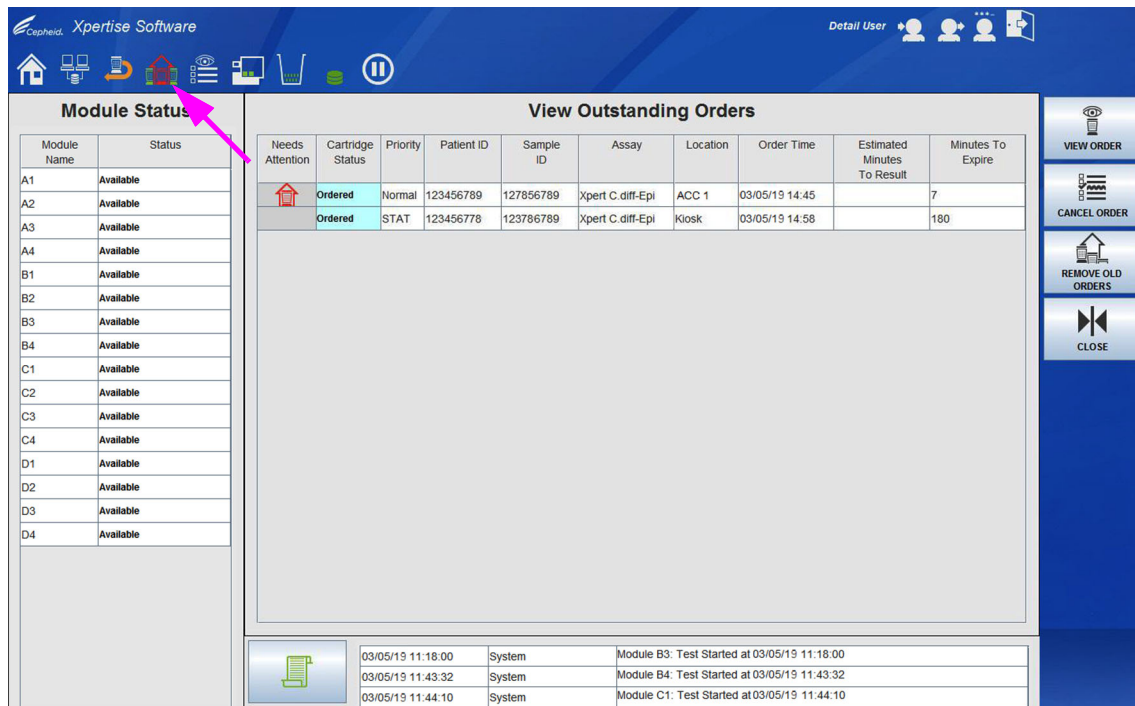 Cepheid. Xpertise Software
Detail User
Module Status
Module Name
Status
A1 Available
A2 Available
A3 Available
A4 Available
B1 Available
B2 Available
B3 Available
B4 Available
C1 Available
C2 Available
C3 Available
C4 Available
D1 Available
D2 Available
D3 Available
D4 Available
View Outstanding Orders
Needs Attention
Cartridge Status
Priority
Patient ID
Sample ID
Assay
Location
Order Time
Estimated Minutes To Result
Minutes To Expire
Ordered Normal 123456789 127856789 Xpert C.diff-Epi ACC 1 03/05/19 14:45 7
Ordered STAT 123456778 123786789 Xpert C.diff-Epi Kiosk 03/05/19 14:58 180
VIEW ORDER
CANCEL ORDER
REMOVE OLD
ORDERS
CLOSE
03/05/19 11:18:00 System Module B3: Test Started at 03/05/19 11:18:00
03/05/19 11:43:32 System Module B4: Test Started at 03/05/19 11:43:32
03/05/19 11:44:10 System Module C1: Test Started at 03/05/19 11:44:10